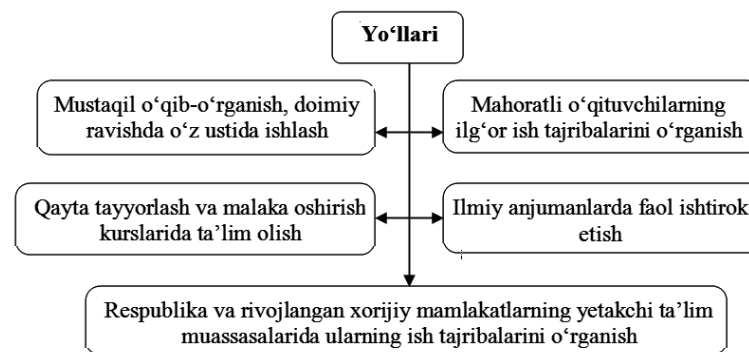 Yo‘llari
Mustaqil o‘qib-o‘rganish, doimiy
ravishda o‘z ustida ishlash
Mahoratli o‘qituvchilarning
ilg‘or ish tajribalarini o‘rganish
Qayta tayyorlash va malaka oshirish
kurslarida ta’lim olish
Ilmiy anjumanlarda faol ishtirok
etish
Respublika va rivojlangan xorijiy mamlakatlarning yetakchi ta’lim
muassasalarida ularning ish tajribalarini o‘rganish